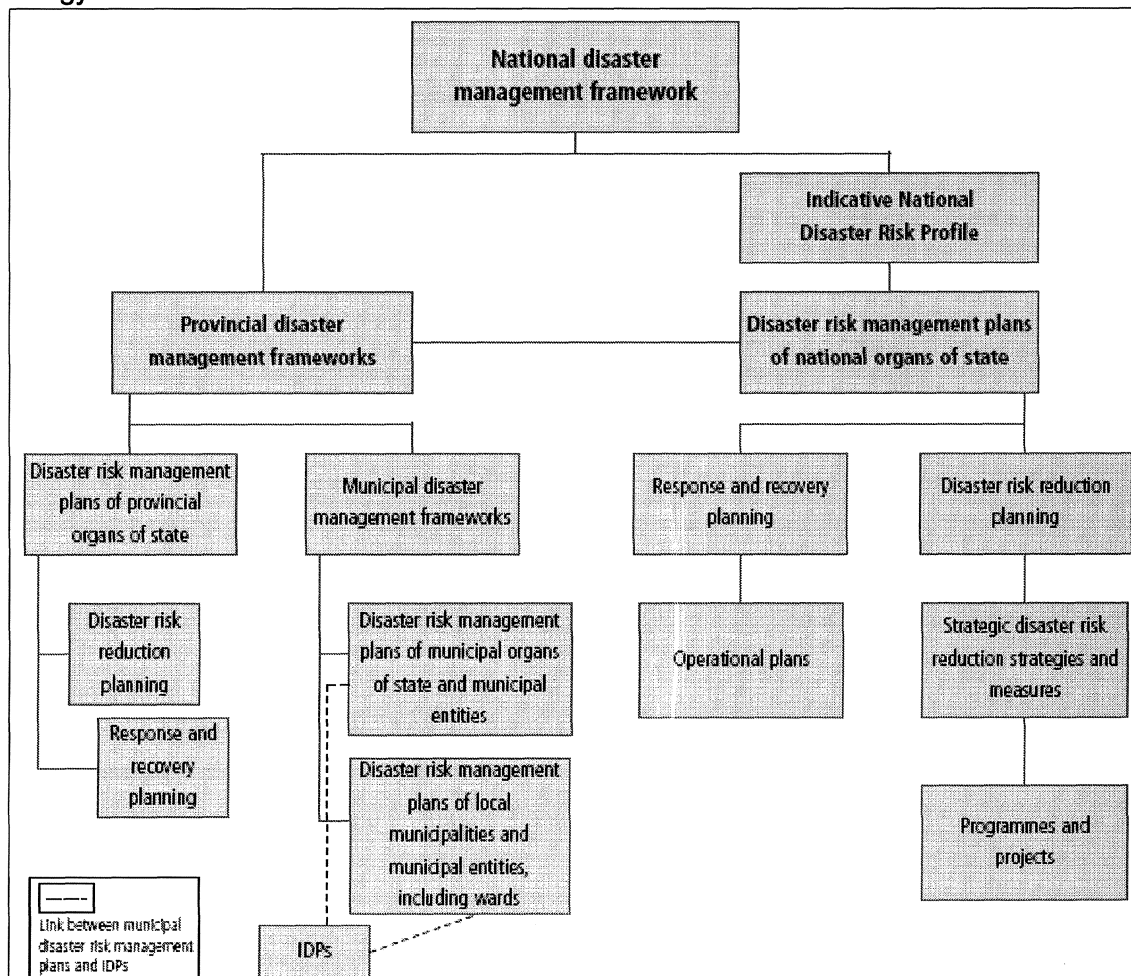 National disaster
management framework
Indicative National
Disaster Risk Profile
Provincial disaster
management frameworks
Disaster risk management plans
of national organs of state
Disaster risk management
plans of provincial
organs of state
Municipal disaster
management frameworks
Response and recovery
planning
Disaster risk reduction
planning
Disaster risk
reduction
planning
Disaster risk management
plans of municipal organs
of state and municipal
entities
Operational plans
Strategic disaster risk
reduction strategies and
measures
Response and
recovery
planning
Disaster risk management
plans of local
municipalities and
municipal entities,
including wards
Programmes and
projects
Link between municipal
disaster risk management
plans and IDPs
IDPs